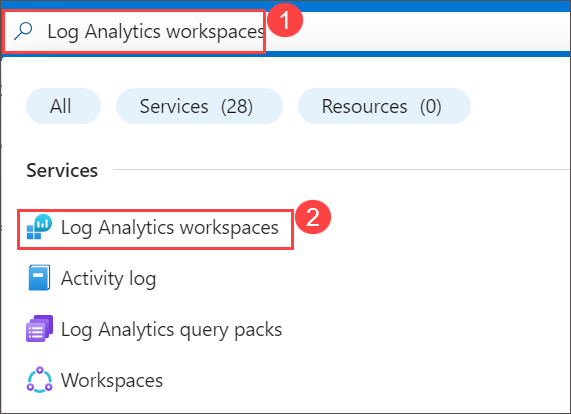 Log Analytics workspaces 1
All Services (28) Resources (0)
Services
Log Analytics workspaces 2
Activity log
Log Analytics query packs
Workspaces